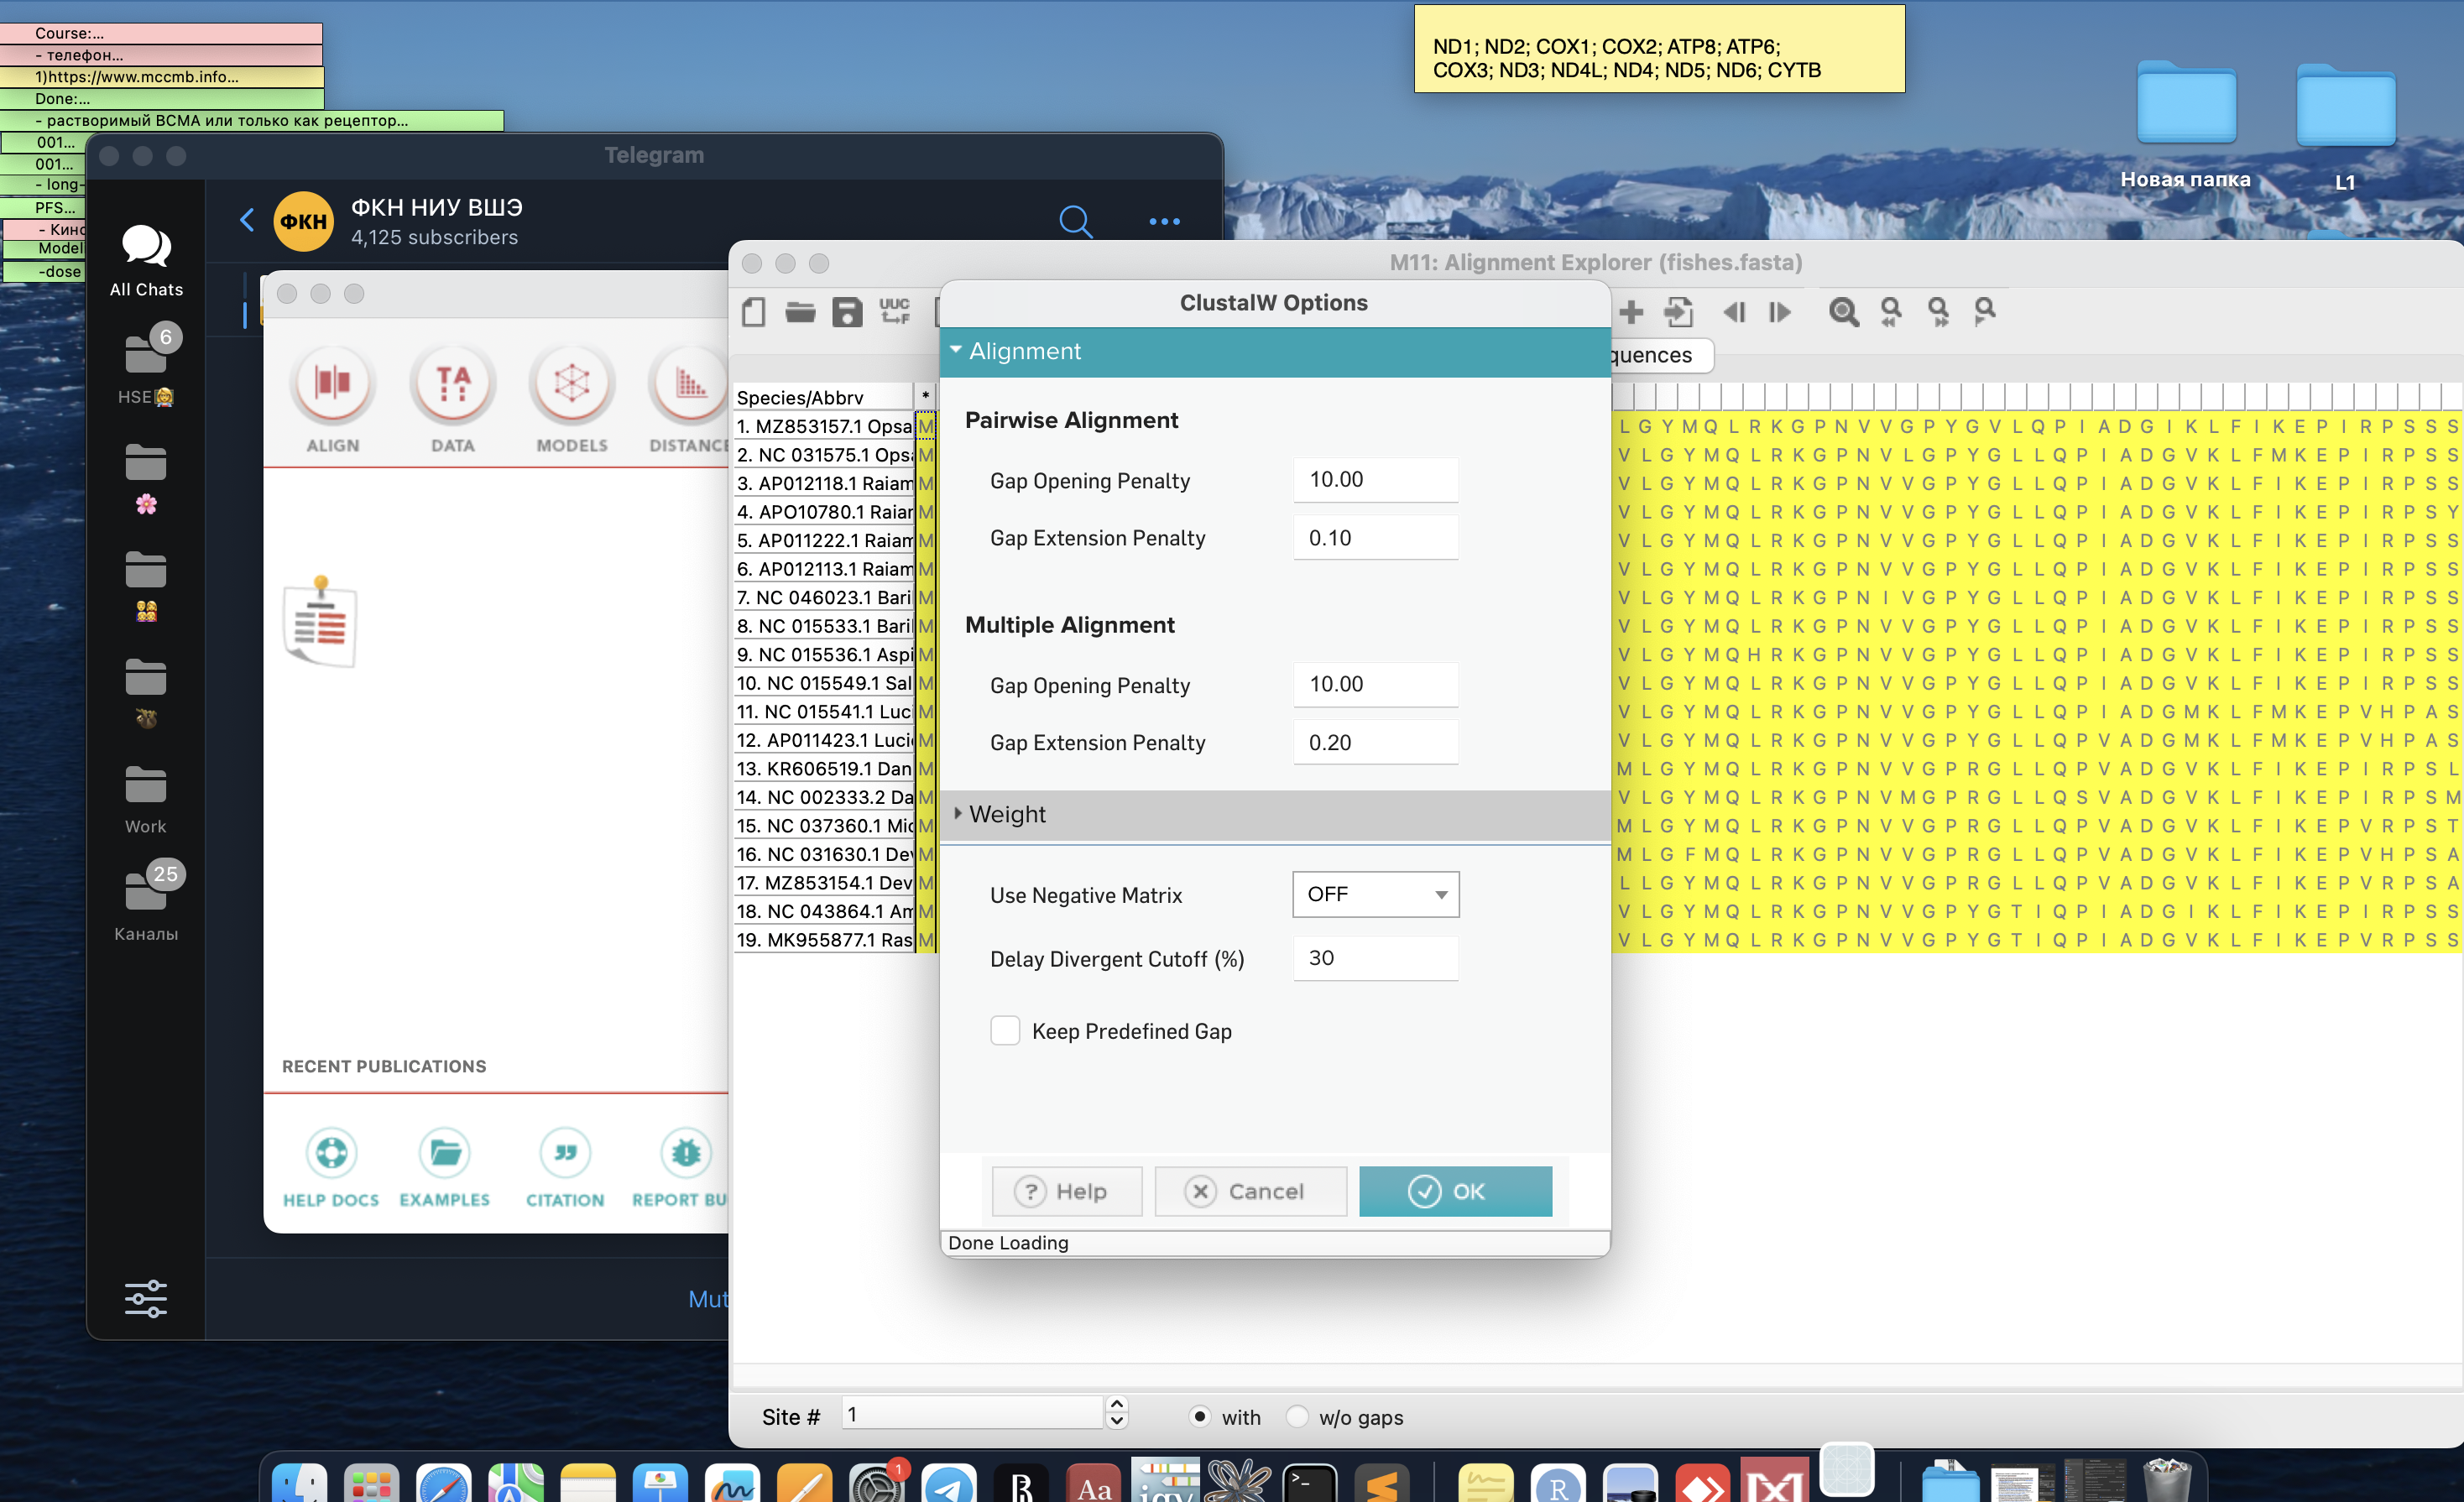 Course:...
- телефон...
1)https://www.mccmb.info...
Done:...
- растворимый BCMA или только как рецептор...
001...
001...
- long-
PFS...
- Кинс
Model
-dose
ND1; ND2; COX1; COX2; ATP8; ATP6;
COX3; ND3; ND4L; ND4; ND5; ND6; CYTB
Новая папка
L1
Telegram
ФКН
ФКН НИУ ВШЭ
4,125 subscribers
All Chats
6
HSE
Work
25
Каналы
Mut
ALIGN
TA
DATA
MODELS
DISTANCE
RECENT PUBLICATIONS
HELP DOCS
EXAMPLES
CITATION
REPORT BU
M11: Alignment Explorer (fishes.fasta)
UUC
F
quences
Species/Abbrv
*
1. MZ853157.1 Opsa M L G Y M Q L R K G P N V V G P Y G V L Q P I A D G I K L F I K E P I R P S S S
2. NC 031575.1 Opsa M V L G Y M Q L R K G P N V L G P Y G L L Q P I A D G V K L F M K E P I R P S S
3. AP012118.1 Raiam M V L G Y M Q L R K G P N V V G P Y G L L Q P I A D G V K L F I K E P I R P S S
4. APO10780.1 Raiar M V L G Y M Q L R K G P N V V G P Y G L L Q P I A D G V K L F I K E P I R P S Y
5. AP011222.1 Raiam M V L G Y M Q L R K G P N V V G P Y G L L Q P I A D G V K L F I K E P I R P S S
6. AP012113.1 Raiam M V L G Y M Q L R K G P N V V G P Y G L L Q P I A D G V K L F I K E P I R P S S
7. NC 046023.1 Bari M V L G Y M Q L R K G P N I V G P Y G L L Q P I A D G V K L F I K E P I R P S S
8. NC 015533.1 Baril M V L G Y M Q L R K G P N V V G P Y G L L Q P I A D G V K L F I K E P I R P S S
9. NC 015536.1 Aspi M V L G Y M Q H R K G P N V V G P Y G L L Q P I A D G V K L F I K E P I R P S S
10. NC 015549.1 Sal M V L G Y M Q L R K G P N V V G P Y G L L Q P I A D G V K L F I K E P I R P S S
11. NC 015541.1 Luci M V L G Y M Q L R K G P N V V G P Y G L L Q P I A D G M K L F M K E P V H P A S
12. AP011423.1 Luci M V L G Y M Q L R K G P N V V G P Y G L L Q P V A D G M K L F M K E P V H P A S
13. KR606519.1 Dan M M L G Y M Q L R K G P N V V G P R G L L Q P V A D G V K L F I K E P I R P S L
14. NC 002333.2 Da M V L G Y M Q L R K G P N V M G P R G L L Q S V A D G V K L F I K E P I R P S M
15. NC 037360.1 Mic M M L G Y M Q L R K G P N V V G P R G L L Q P V A D G V K L F I K E P V R P S T
16. NC 031630.1 Dev M M L G F M Q L R K G P N V V G P R G L L Q P V A D G V K L F I K E P V H P S A
17. MZ853154.1 Dev M L L G Y M Q L R K G P N V V G P R G L L Q P V A D G V K L F I K E P V R P S A
18. NC 043864.1 Am M V L G Y M Q L R K G P N V V G P Y G T I Q P I A D G I K L F I K E P I R P S S
19. MK955877.1 Ras M V L G Y M Q L R K G P N V V G P Y G T I Q P I A D G V K L F I K E P V R P S S
ClustalW Options
Alignment
Pairwise Alignment
Gap Opening Penalty 10.00
Gap Extension Penalty 0.10
Multiple Alignment
Gap Opening Penalty 10.00
Gap Extension Penalty 0.20
Weight
Use Negative Matrix OFF
Delay Divergent Cutoff (%) 30
Keep Predefined Gap
? Help
Cancel
OK
Done Loading
Site # 1
with
w/o gaps
1
Aa
igv
>_
R